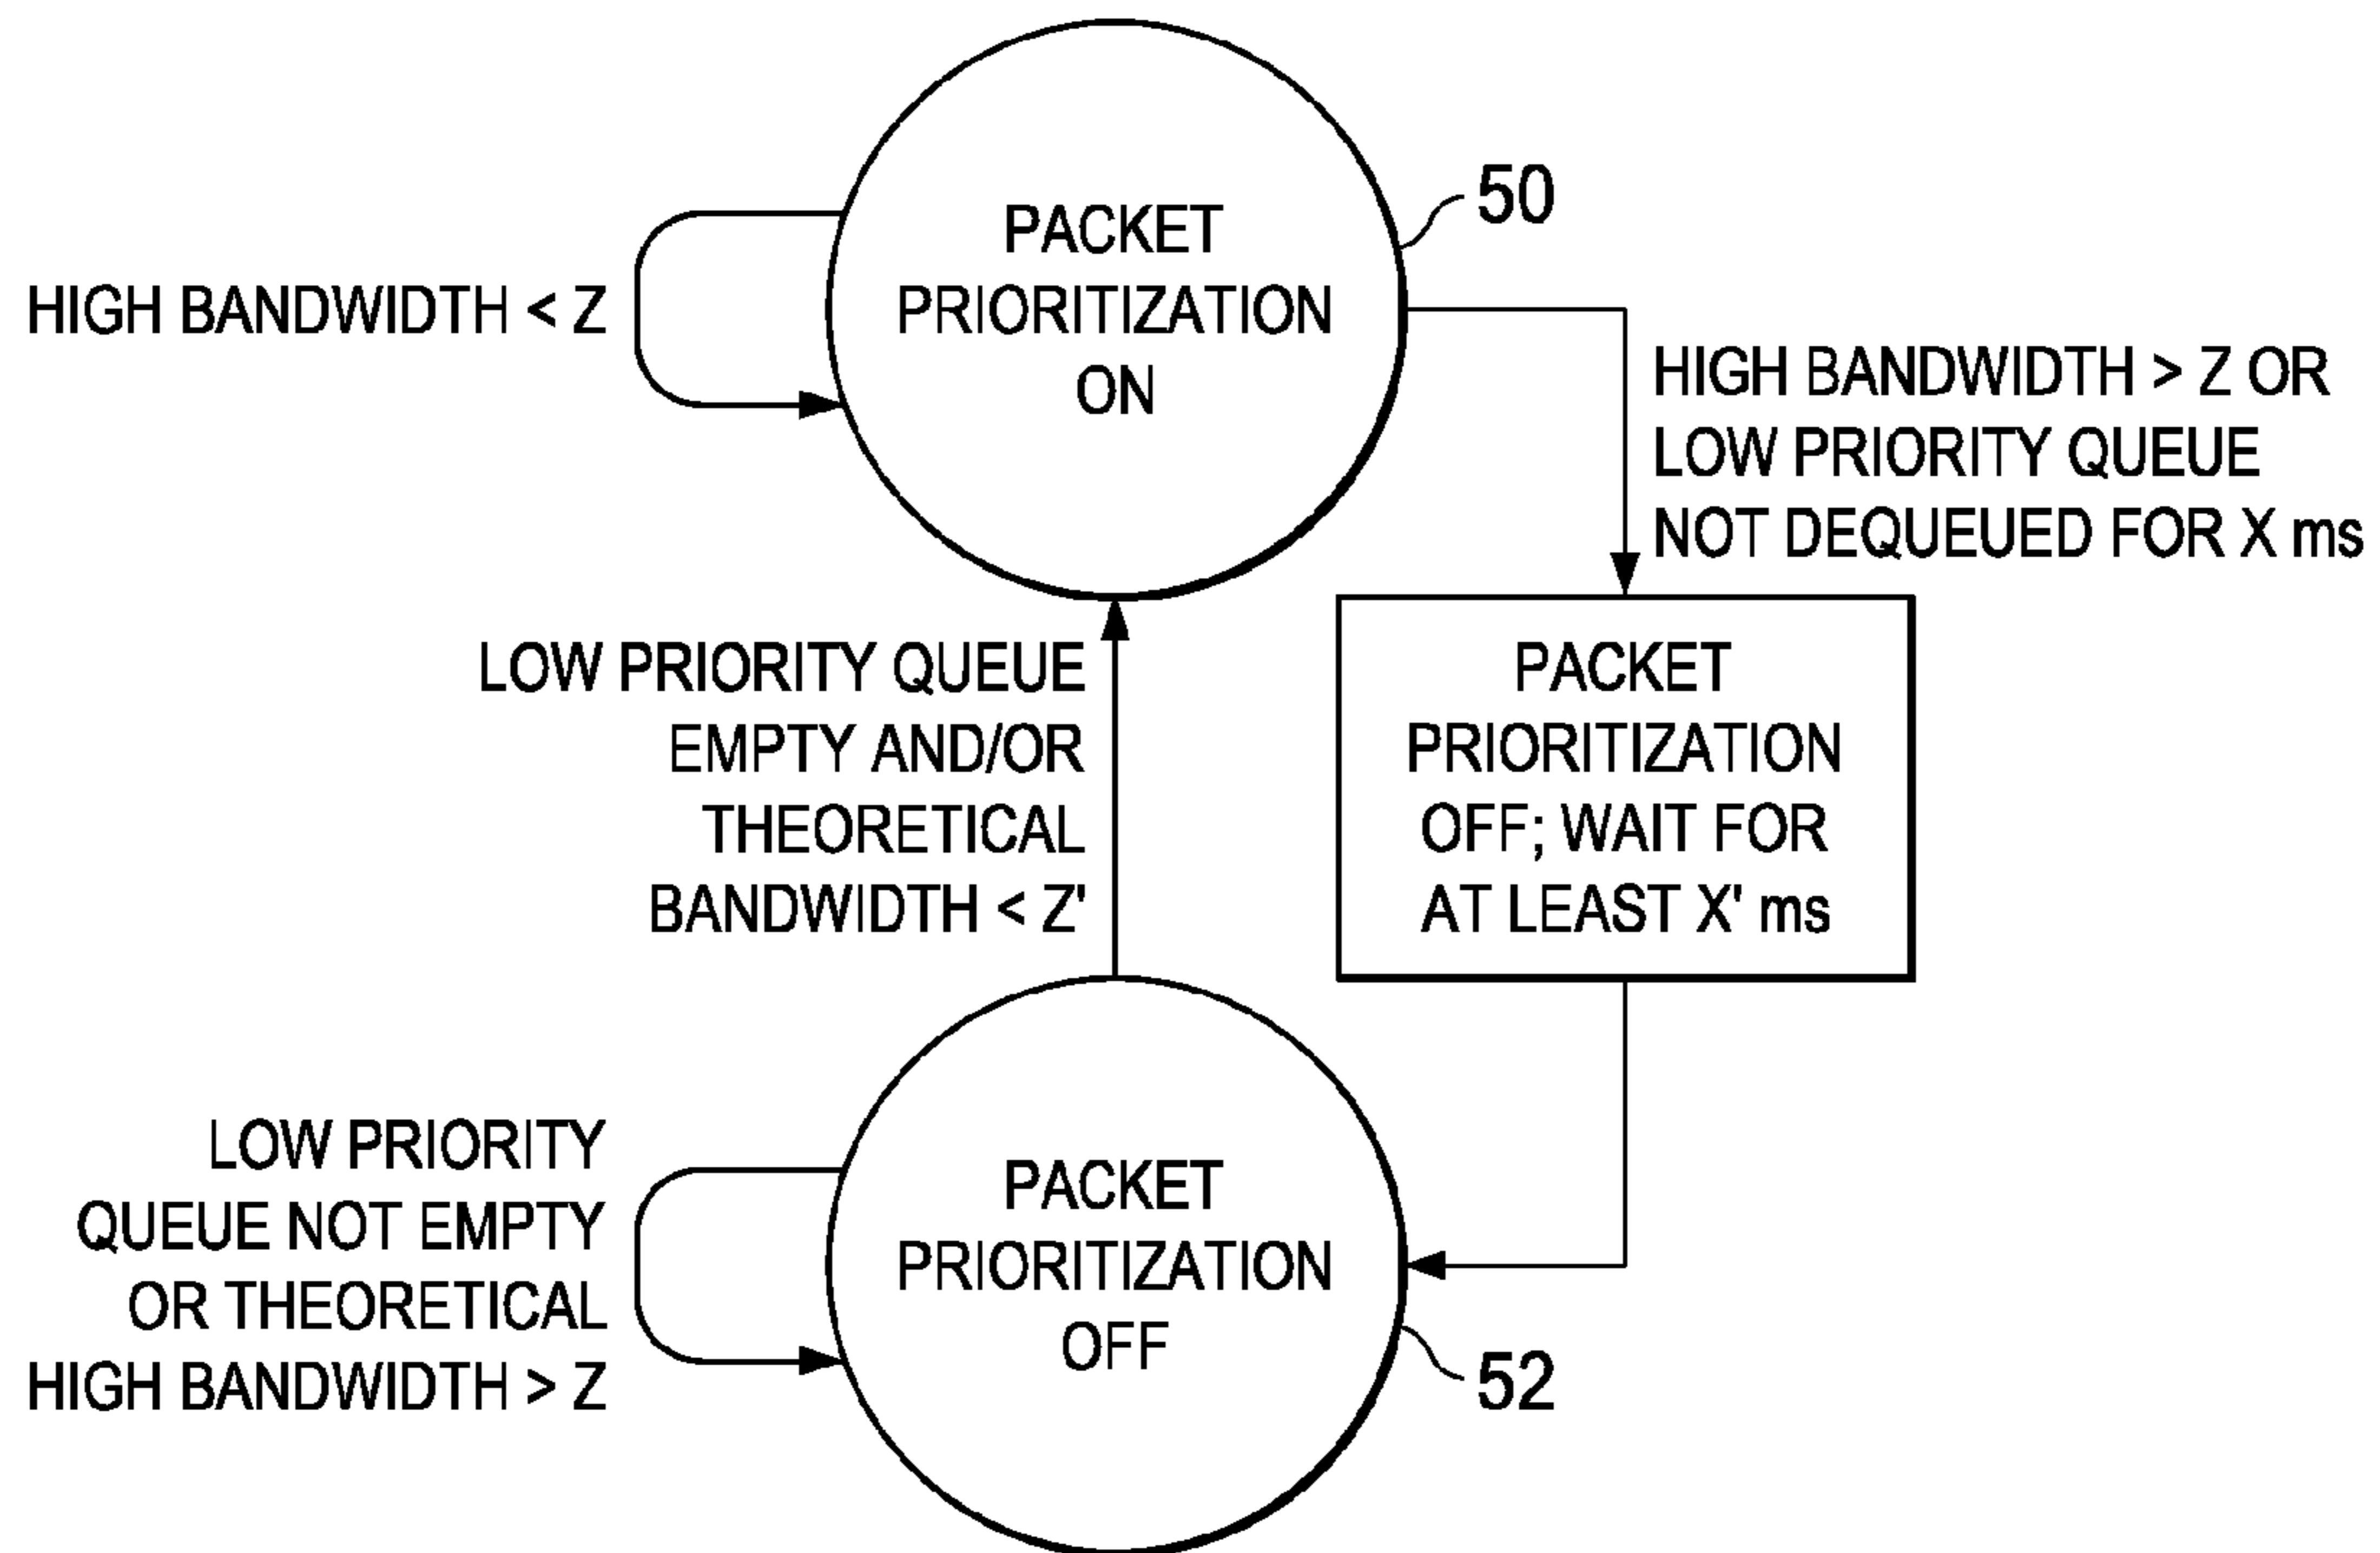 PACKET
PRIORITIZATION
ON
50
HIGH BANDWIDTH < Z
HIGH BANDWIDTH > Z OR
LOW PRIORITY QUEUE
NOT DEQUEUED FOR X ms
LOW PRIORITY QUEUE
EMPTY AND/OR
THEORETICAL
BANDWIDTH < Z'
PACKET
PRIORITIZATION
OFF; WAIT FOR
AT LEAST X' ms
LOW PRIORITY
QUEUE NOT EMPTY
OR THEORETICAL
HIGH BANDWIDTH > Z
PACKET
PRIORITIZATION
OFF
52